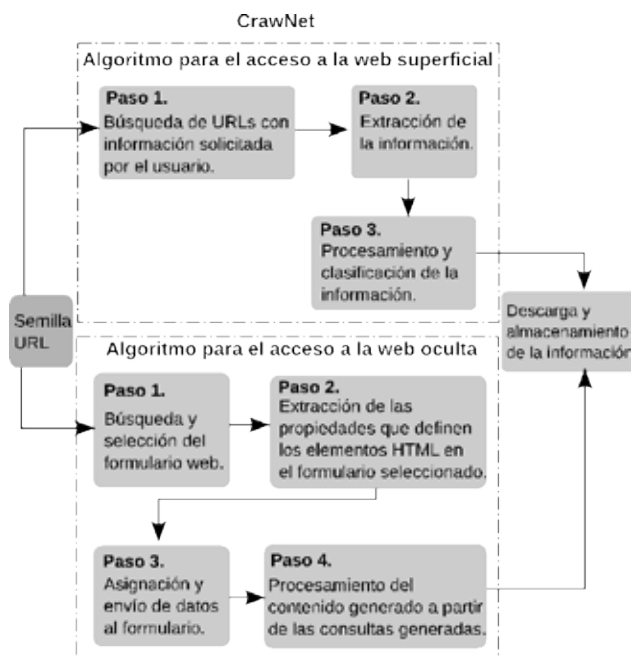 CrawNet
Algoritmo para el acceso a la web superficial
Paso 1.
Búsqueda de URLs con
información solicitada
por el usuario.
Paso 2.
Extracción de
la información.
Paso 3.
Procesamiento y
clasificación de la
información.
Semilla
URL
Descarga y
almacenamiento
de la información
Algoritmo para el acceso a la web oculta
Paso 1.
Búsqueda y
selección del
formulario web.
Paso 2.
Extracción de las
propiedades que definen
los elementos HTML en
el formulario seleccionado.
Paso 3.
Asignación y
envío de datos
al formulario.
Paso 4.
Procesamiento del
contenido generado a partir
de las consultas generadas.